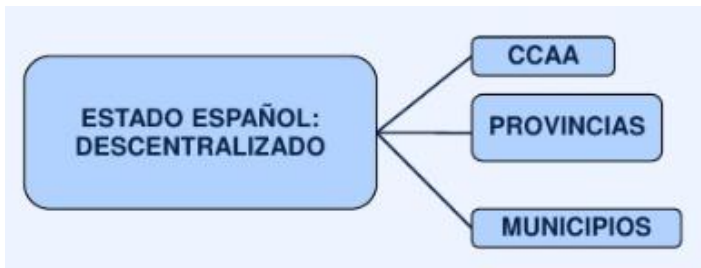 ESTADO ESPAÑOL:
DESCENTRALIZADO
CCAA
PROVINCIAS
MUNICIPIOS